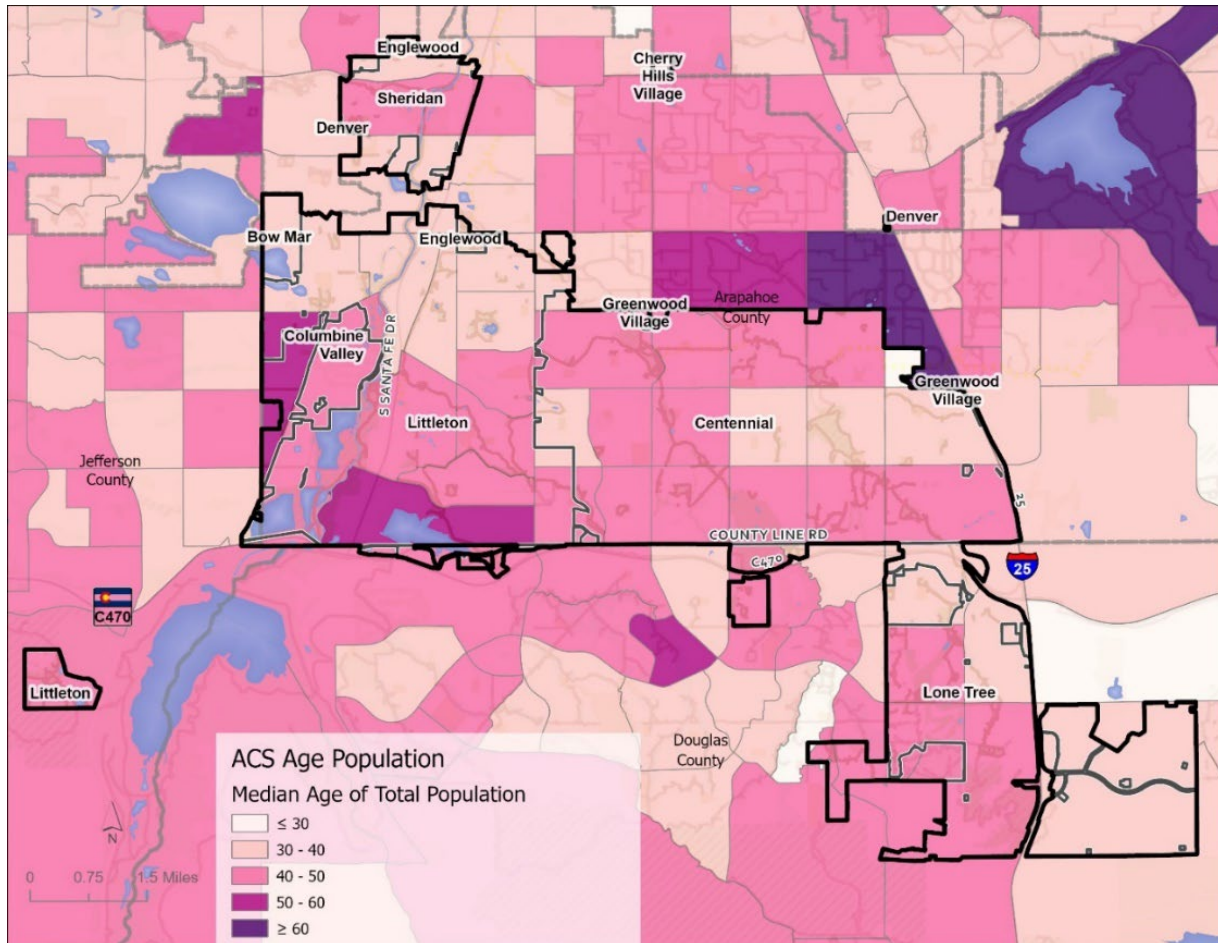 Englewood
Cherry
Hills
Village
Sheridan
Denver
Denver
Bow Mar
Englewood
Greenwood
Village
Arapahoe
County
Columbine
Valley
S SANTA FE DR
Greenwood
Village
Littleton
Centennial
Jefferson
County
25
COUNTY LINE RD
C470
25
C470
Littleton
Lone Tree
Douglas
County
ACS Age Population
Median Age of Total Population
≤ 30
30 - 40
40 - 50
50 - 60
≥ 60
N
0 0.75 1.5 Miles